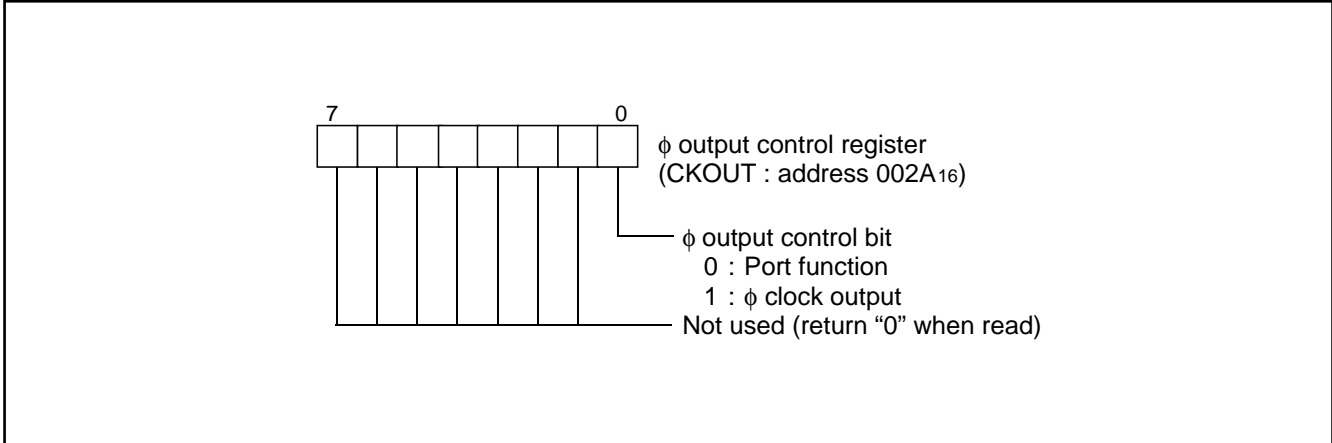 7 0
ϕ output control register
(CKOUT : address 002A16)
ϕ output control bit
0 : Port function
1 : ϕ clock output
Not used (return “0” when read)